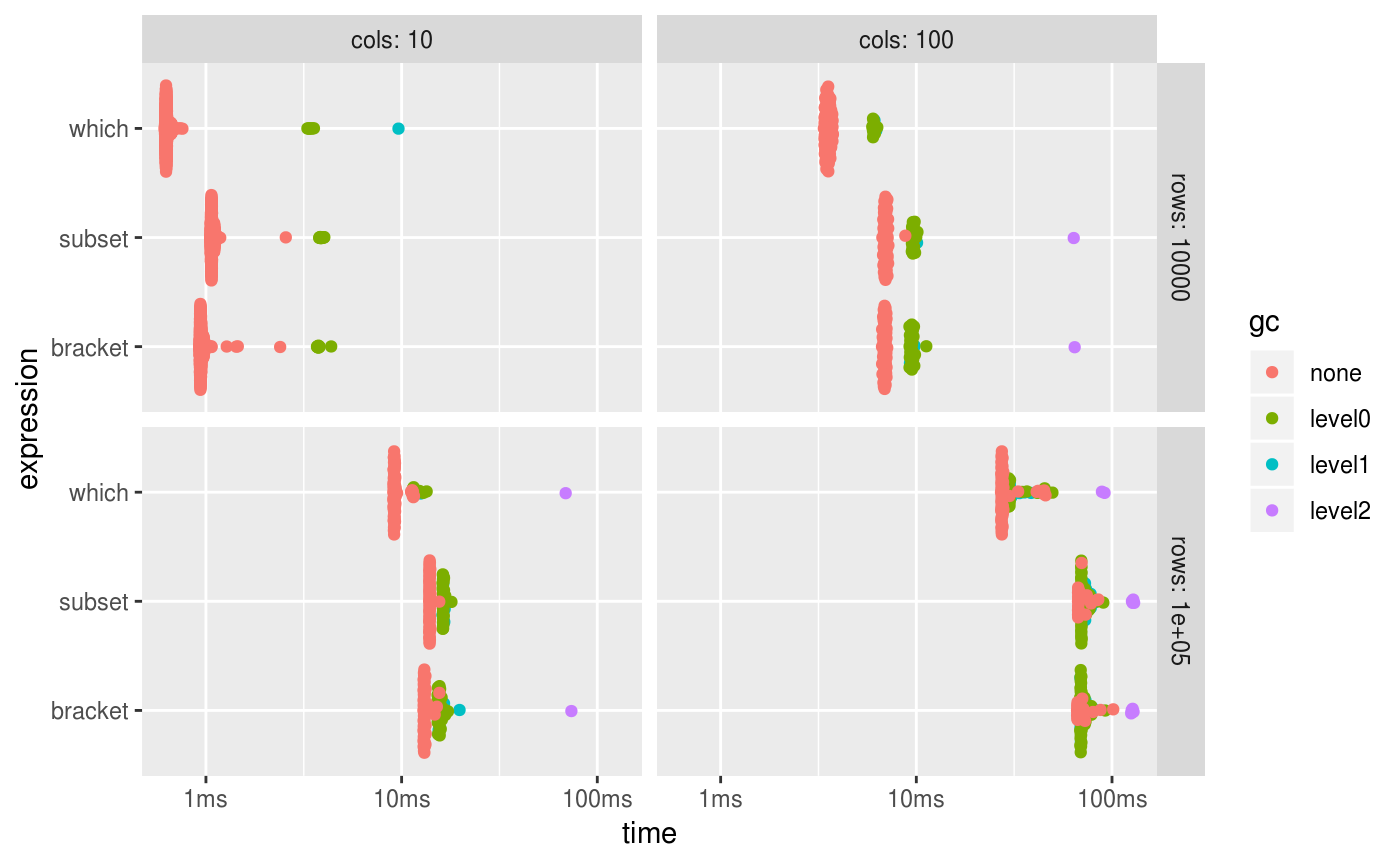 cols: 10
cols: 100
which
subset
bracket
rows: 10000
which
subset
bracket
rows: 1e+05
1ms
10ms
100ms
1ms
10ms
100ms
time
expression
gc
none
level0
level1
level2